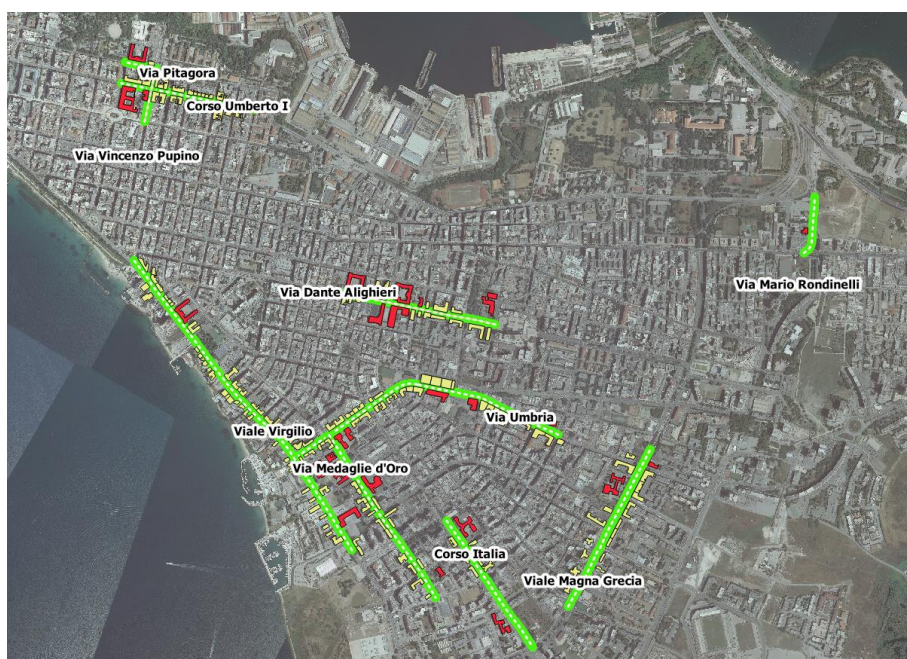 Via Pitagora
Corso Umberto I
Via Vincenzo Pupino
Via Mario Rondinelli
Via Dante Alighieri
Via Umbria
Viale Virgilio
Via Medaglie d'Oro
Corso Italia
Viale Magna Grecia